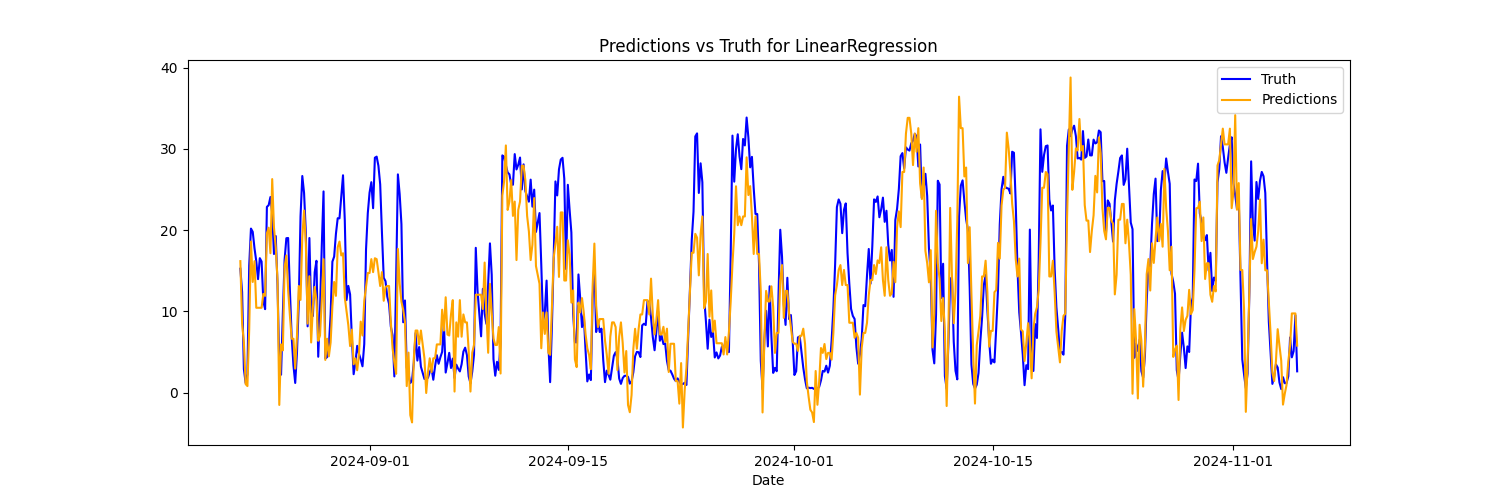 Predictions vs Truth for LinearRegression
Truth
Predictions
40
30
20
10
0
2024-09-01
2024-09-15
2024-10-01
2024-10-15
2024-11-01
Date